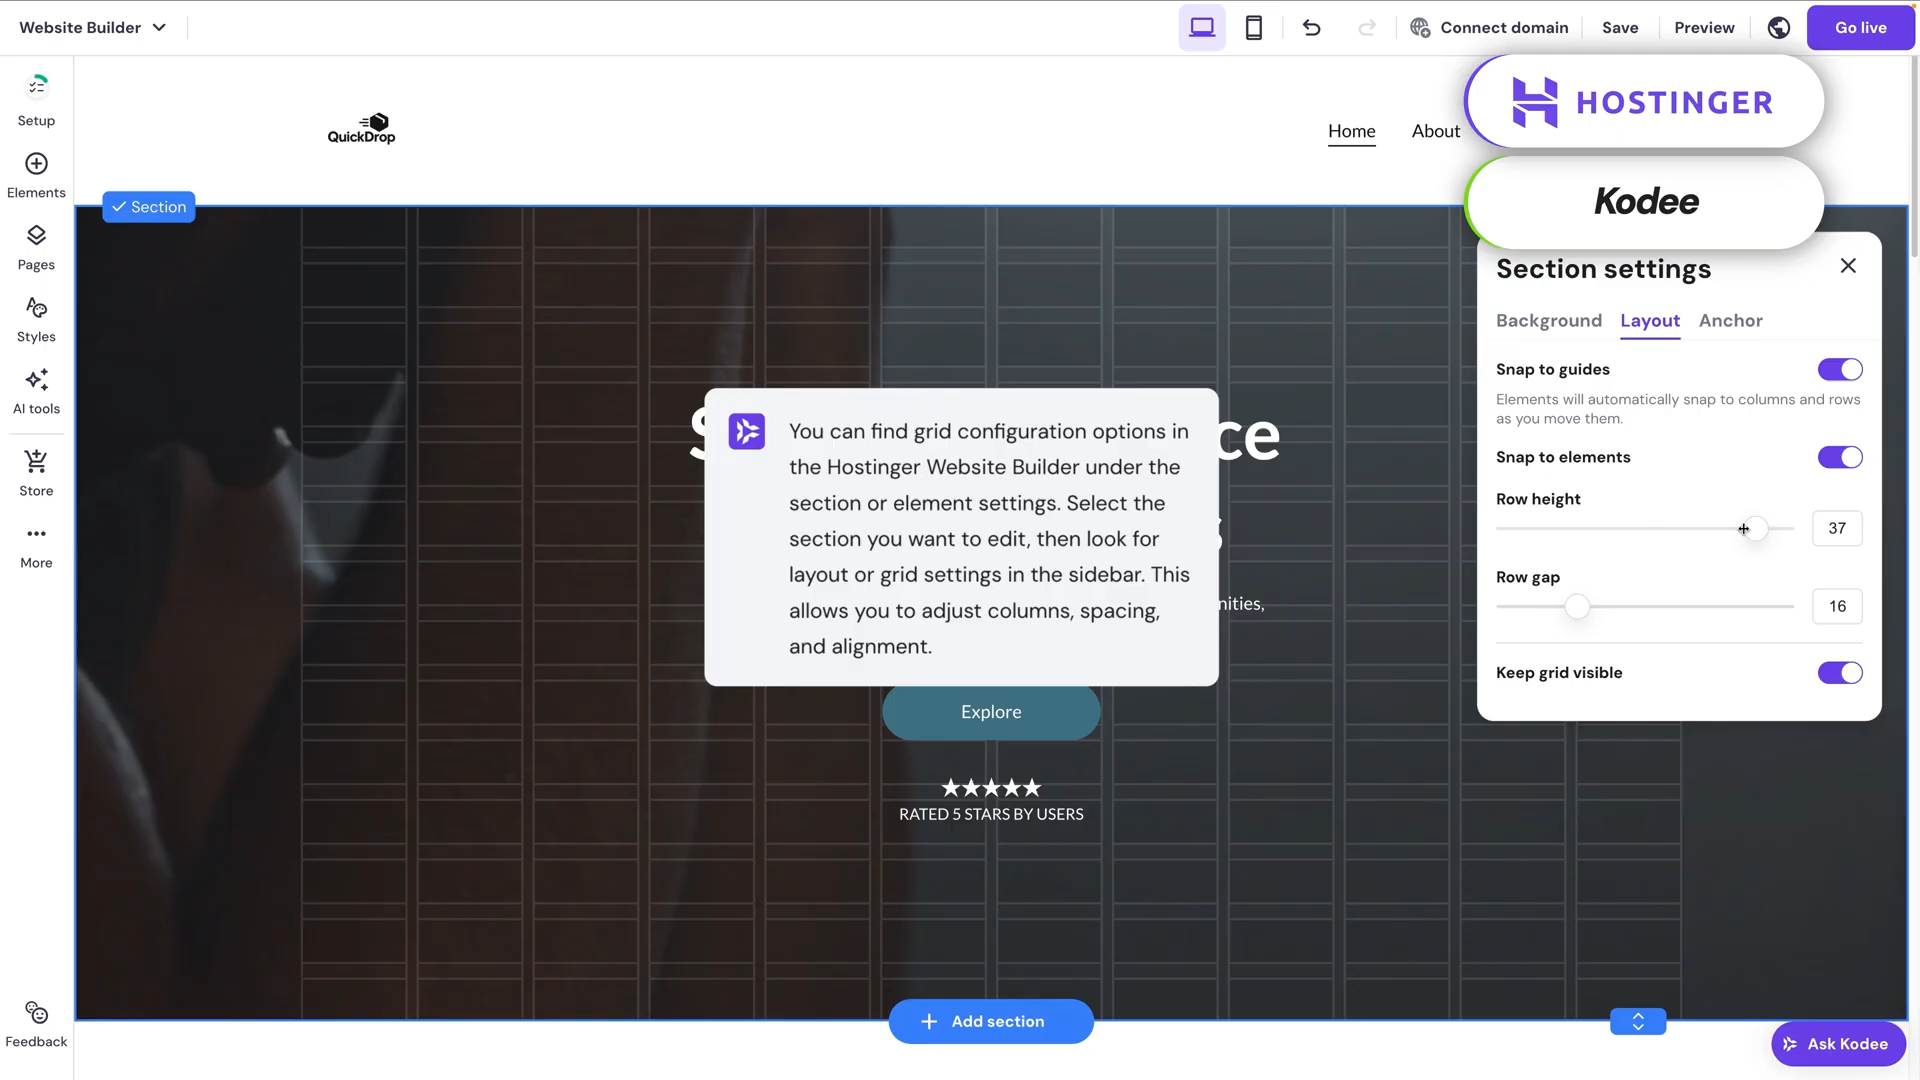 Website Builder
Connect domain
Save
Preview
Go live
HOSTINGER
Kodee
Setup
Elements
Pages
Styles
AI tools
Store
More
Feedback
QuickDrop
Home
About
Section
S
ce
You can find grid configuration options in
the Hostinger Website Builder under the
section or element settings. Select the
section you want to edit, then look for
layout or grid settings in the sidebar. This
allows you to adjust columns, spacing,
and alignment.
nities,
Explore
★★★★★
RATED 5 STARS BY USERS
Add section
Section settings
Background
Layout
Anchor
Snap to guides
Elements will automatically snap to columns and rows
as you move them.
Snap to elements
Row height
37
Row gap
16
Keep grid visible
Ask Kodee